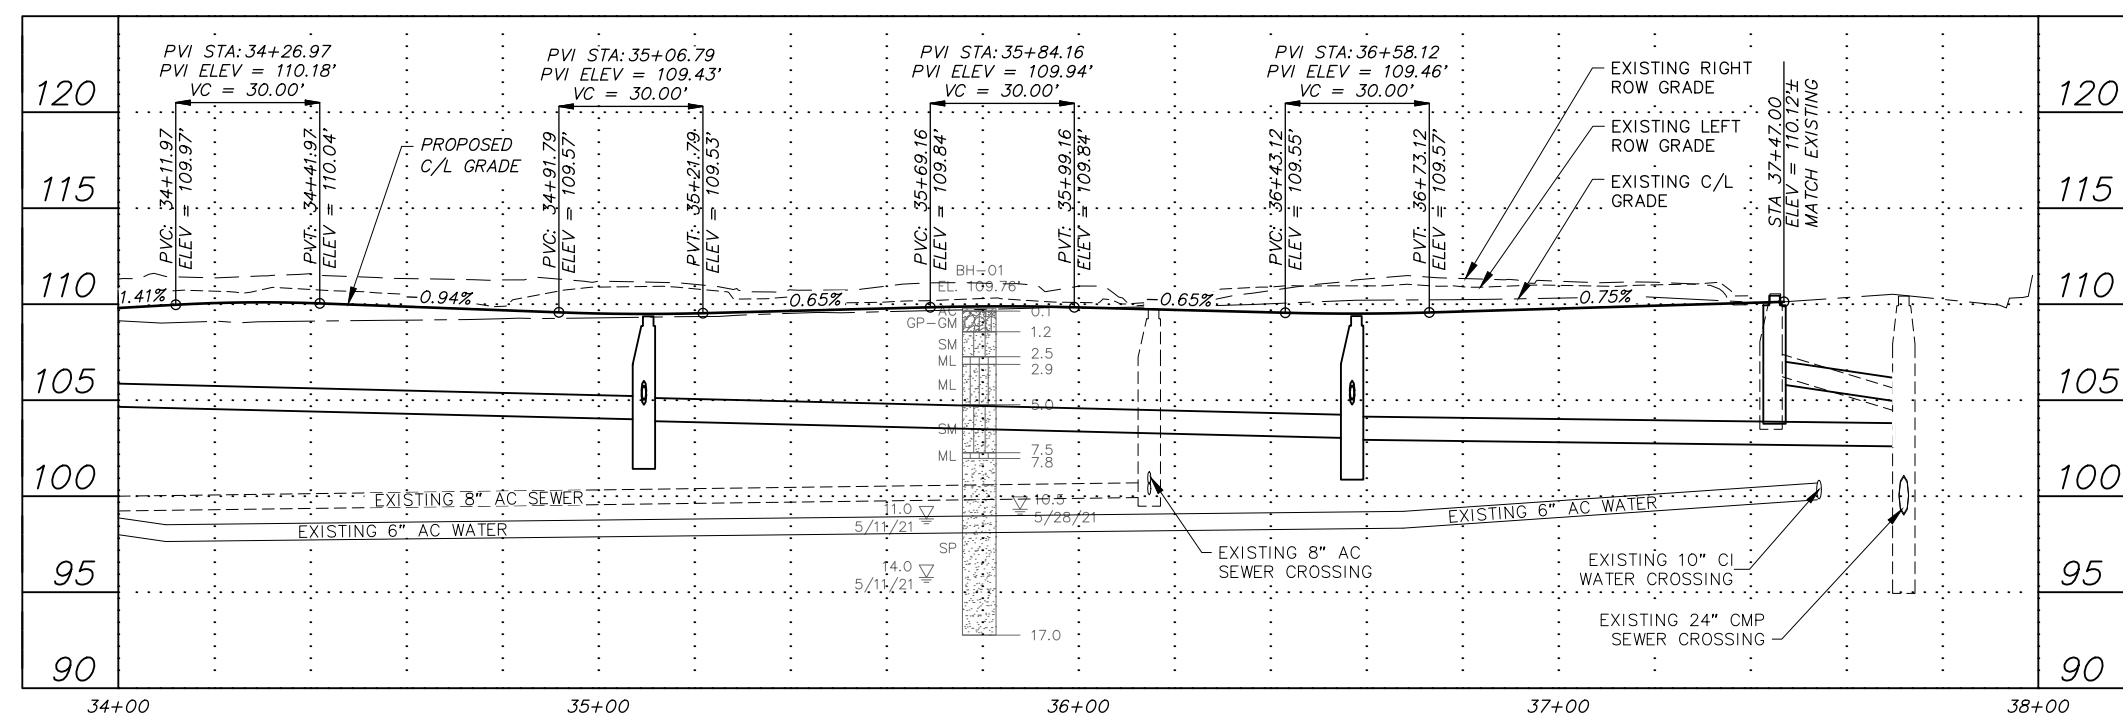 PVI STA: 34+26.97
PVI ELEV = 110.18'
VC = 30.00'
PVI STA: 35+06.79
PVI ELEV = 109.43'
VC = 30.00'
PVI STA: 35+84.16
PVI ELEV = 109.94'
VC = 30.00'
PVI STA: 36+58.12
PVI ELEV = 109.46'
VC = 30.00'
EXISTING RIGHT
ROW GRADE
EXISTING LEFT
ROW GRADE
EXISTING C/L
GRADE
PROPOSED
C/L GRADE
PVC: 34+11.97
ELEV = 109.97'
PVT: 34+41.97
ELEV = 110.04'
PVC: 34+91.79
ELEV = 109.57'
PVT: 35+21.79
ELEV = 109.53'
PVC: 35+69.16
ELEV = 109.84'
PVT: 35+99.16
ELEV = 109.84'
PVC: 36+43.12
ELEV = 109.55'
PVT: 36+73.12
ELEV = 109.57'
STA 37+47.00
ELEV = 110.12'±
MATCH EXISTING
120
115
110
105
100
95
90
120
115
110
105
100
95
90
1.41%
0.94%
0.65%
0.65%
0.75%
BH-01
EL. 109.76'
AC
GP-GM
SM
ML
ML
SM
ML
SP
0.1
1.2
2.5
2.9
5.0
7.5
7.8
17.0
11.0
5/11/21
10.5
5/28/21
14.0
5/11/21
EXISTING 8" AC SEWER
EXISTING 6" AC WATER
EXISTING 6" AC WATER
EXISTING 8" AC
SEWER CROSSING
EXISTING 10" CI
WATER CROSSING
EXISTING 24" CMP
SEWER CROSSING
34+00
35+00
36+00
37+00
38+00